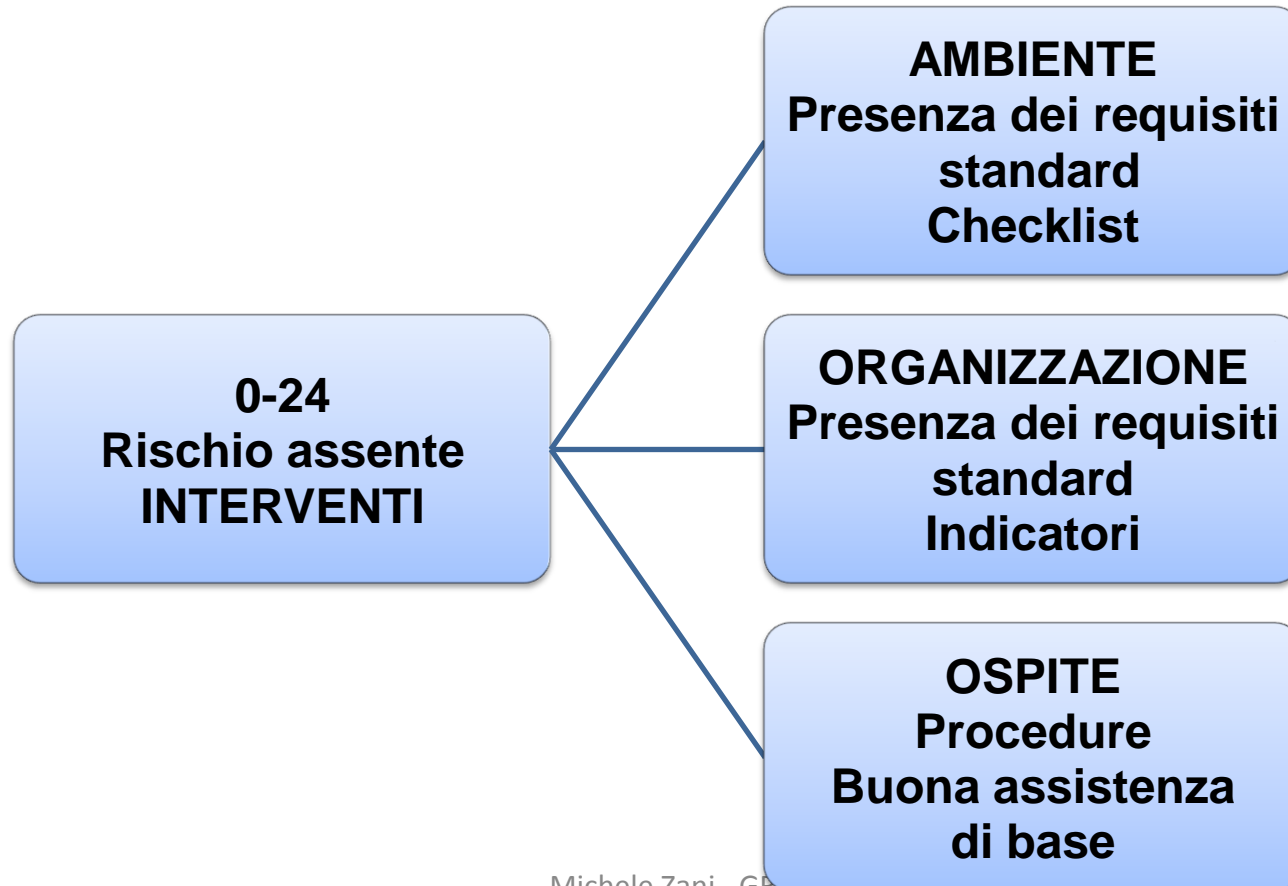 AMBIENTE
Presenza dei requisiti
standard
Checklist
0-24
Rischio assente
INTERVENTI
ORGANIZZAZIONE
Presenza dei requisiti
standard
Indicatori
OSPITE
Procedure
Buona assistenza
di base
Michele Zani